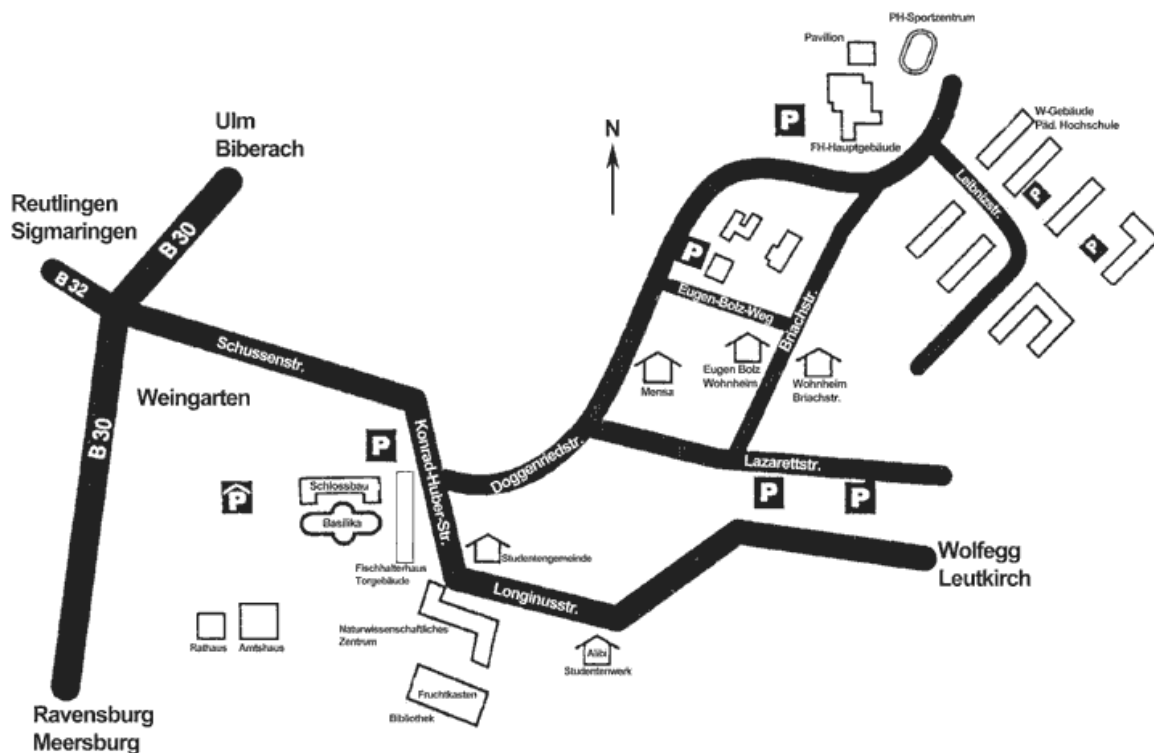 PH-Sportzentrum
Pavillion
P
FH-Hauptgebäude
W-Gebäude
Päd. Hochschule
Leibnizstr.
P
P
N
Ulm
Biberach
Reutlingen
Sigmaringen
B 30
B 32
B 30
Schussenstr.
Weingarten
P
Eugen-Bolz-Weg
Briachstr.
Mensa
Eugen Bolz
Wohnheim
Wohnheim
Briachstr.
Konrad-Huber-Str.
Doggenriedstr.
Lazarettstr.
P
P
P
P
Schlossbau
Basilika
Fischhalterhaus
Torgebäude
Studentengemeinde
Wolfegg
Leutkirch
Longinusstr.
Rathaus
Amtshaus
Naturwissenschaftliches
Zentrum
Alibi
Studentenwerk
Fruchtkasten
Bibliothek
Ravensburg
Meersburg